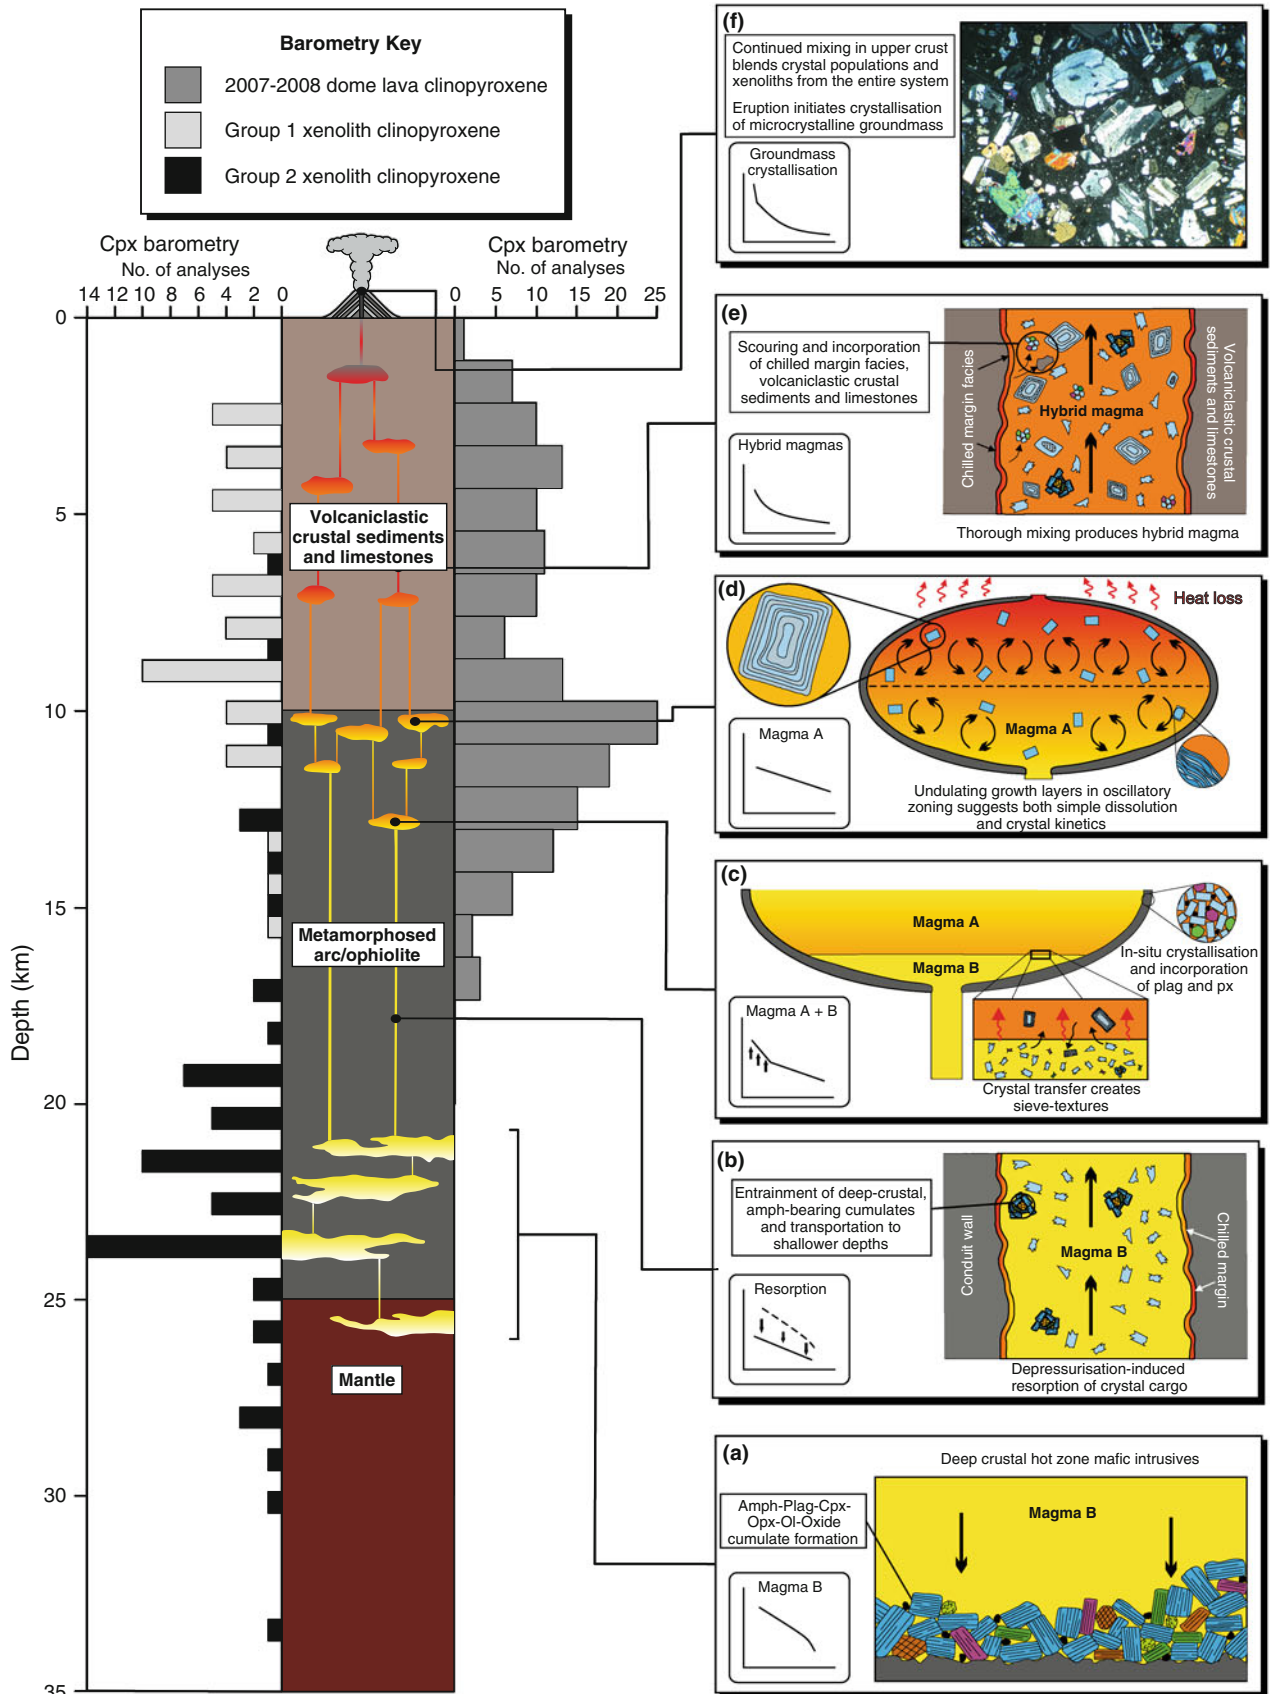 Barometry Key
2007-2008 dome lava clinopyroxene
Group 1 xenolith clinopyroxene
Group 2 xenolith clinopyroxene
Cpx barometry
No. of analyses
14 12 10 8 6 4 2 0
Cpx barometry
No. of analyses
0 5 10 15 20 25
Depth (km)
0
5
10
15
20
25
30
35
Volcaniclastic
crustal sediments
and limestones
Metamorphosed
arc/ophiolite
Mantle
(f)
Continued mixing in upper crust
blends crystal populations and
xenoliths from the entire system
Eruption initiates crystallisation
of microcrystalline groundmass
Groundmass
crystallisation
(e)
Scouring and incorporation
of chilled margin facies,
volcaniclastic crustal
sediments and limestones
Hybrid magmas
Chilled margin facies
Hybrid magma
Volcaniclastic crustal
sediments and limestones
Thorough mixing produces hybrid magma
(d)
Heat loss
Magma A
Magma A
Undulating growth layers in oscillatory
zoning suggests both simple dissolution
and crystal kinetics
(c)
Magma A
Magma B
In-situ crystallisation
and incorporation
of plag and px
Magma A + B
Crystal transfer creates
sieve-textures
(b)
Entrainment of deep-crustal,
amph-bearing cumulates
and transportation to
shallower depths
Resorption
Conduit wall
Magma B
Chilled margin
Depressurisation-induced
resorption of crystal cargo
(a)
Deep crustal hot zone mafic intrusives
Amph-Plag-Cpx-
Opx-Ol-Oxide
cumulate formation
Magma B
Magma B